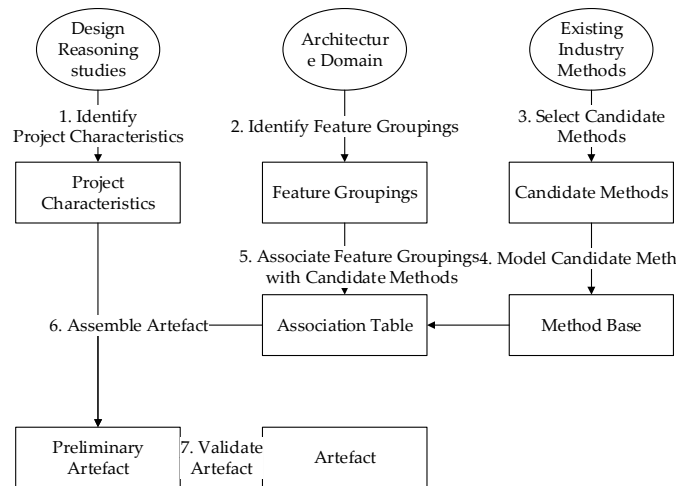 Design
Reasoning
studies
Architectur
e Domain
Existing
Industry
Methods
1. Identify
Project Characteristics
2. Identify Feature Groupings
3. Select Candidate
Methods
Project
Characteristics
Feature Groupings
Candidate Methods
5. Associate Feature Groupings
with Candidate Methods
4. Model Candidate Meth
6. Assemble Artefact
Association Table
Method Base
Preliminary
Artefact
7. Validate
Artefact
Artefact